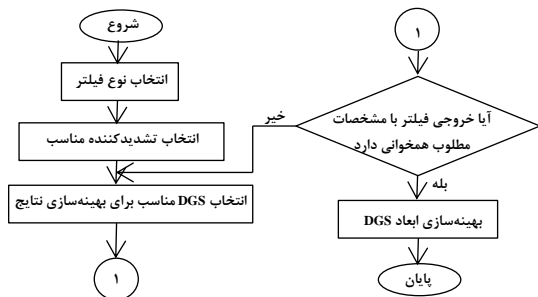 شروع
انتخاب نوع فیلتر
انتخاب تشدیدکننده مناسب
انتخاب DGS مناسب برای بهینه‌سازی نتایج
۱
۱
آیا خروجی فیلتر با مشخصات
مطلوب همخوانی دارد
خیر
بله
بهینه‌سازی ابعاد DGS
پایان